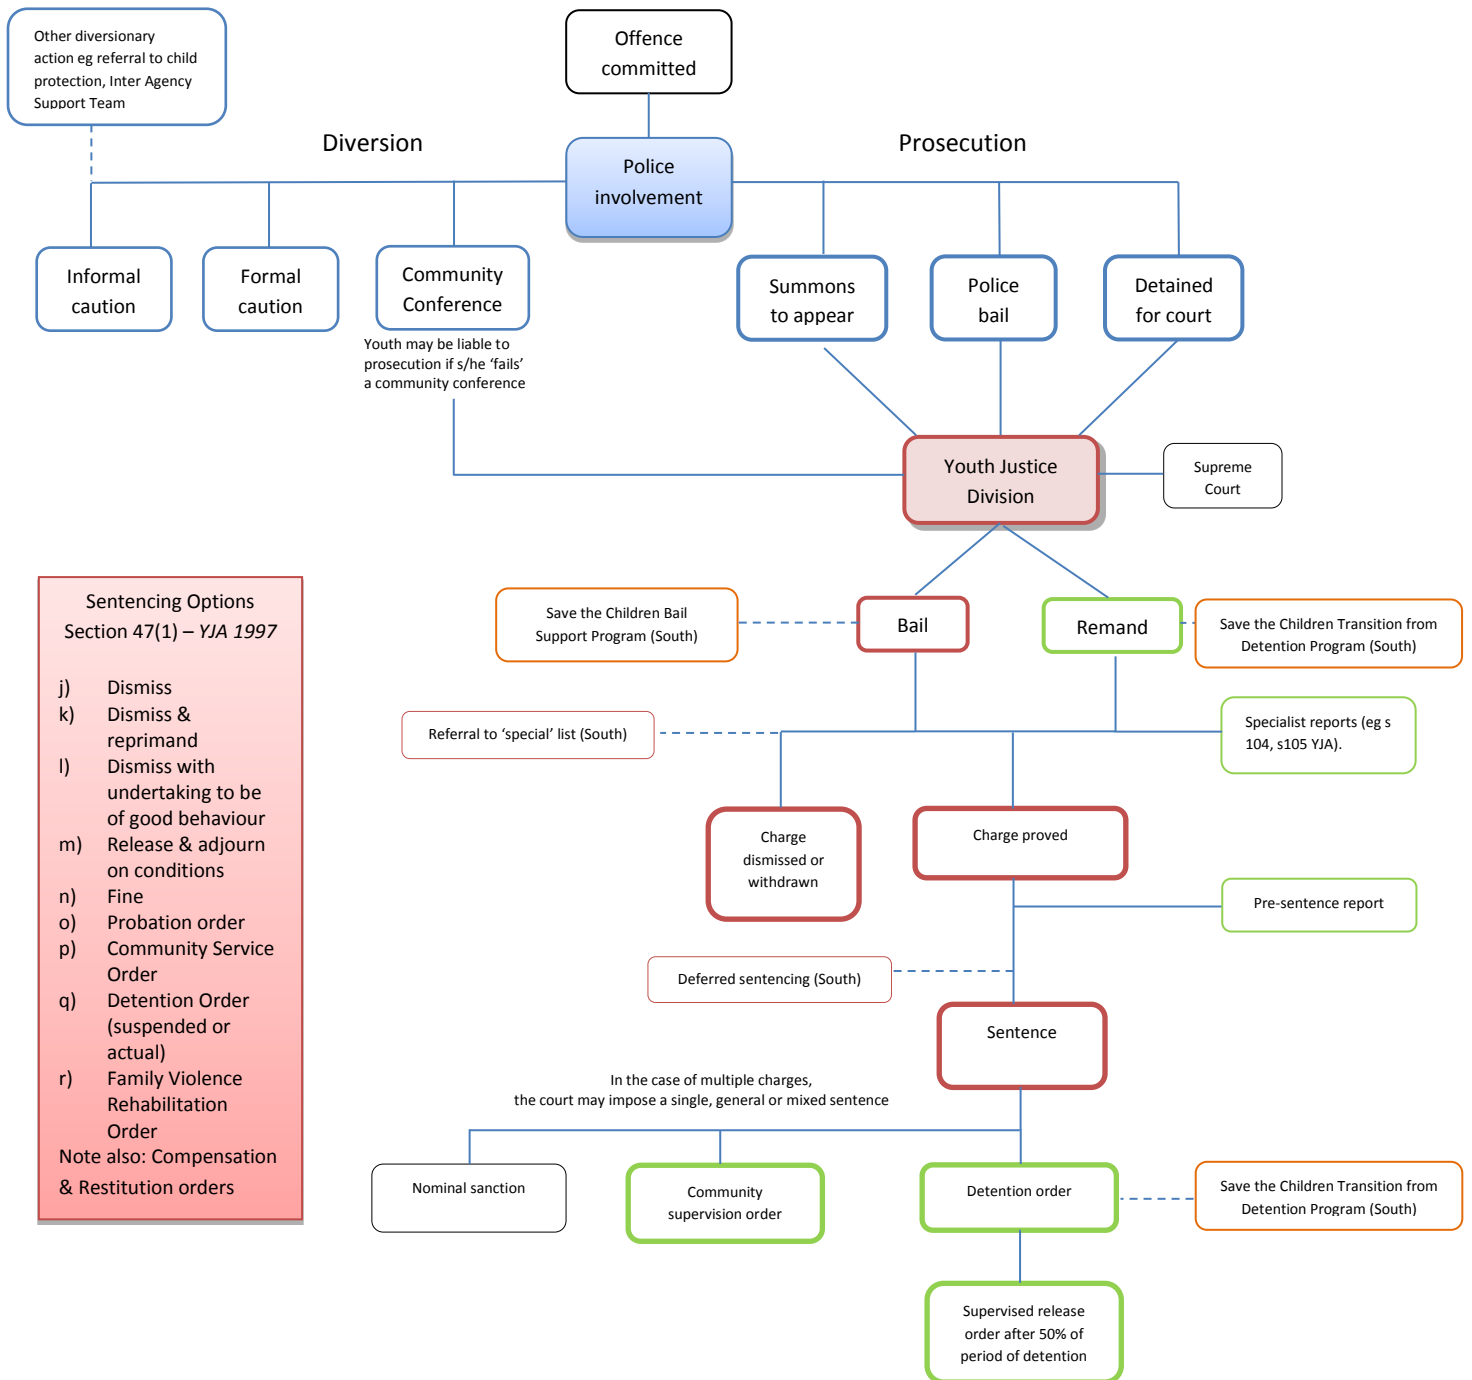 Other diversionary
action eg referral to child
protection, Inter Agency
Support Team
Offence
committed
Diversion
Police
involvement
Prosecution
Informal
caution
Formal
caution
Community
Conference
Summons
to appear
Police
bail
Detained
for court
Youth may be liable to
prosecution if s/he ‘fails’
a community conference
Youth Justice
Division
Supreme
Court
Save the Children Bail
Support Program (South)
Bail
Remand
Save the Children Transition from
Detention Program (South)
Referral to ‘special’ list (South)
Specialist reports (eg s
104, s105 YJA).
Charge
dismissed or
withdrawn
Charge proved
Pre-sentence report
Deferred sentencing (South)
Sentence
In the case of multiple charges,
the court may impose a single, general or mixed sentence
Nominal sanction
Community
supervision order
Detention order
Save the Children Transition from
Detention Program (South)
Supervised release
order after 50% of
period of detention
Sentencing Options
Section 47(1) – YJA 1997
j) Dismiss
k) Dismiss &
reprimand
l) Dismiss with
undertaking to be
of good behaviour
m) Release & adjourn
on conditions
n) Fine
o) Probation order
p) Community Service
Order
q) Detention Order
(suspended or
actual)
r) Family Violence
Rehabilitation
Order
Note also: Compensation
& Restitution orders